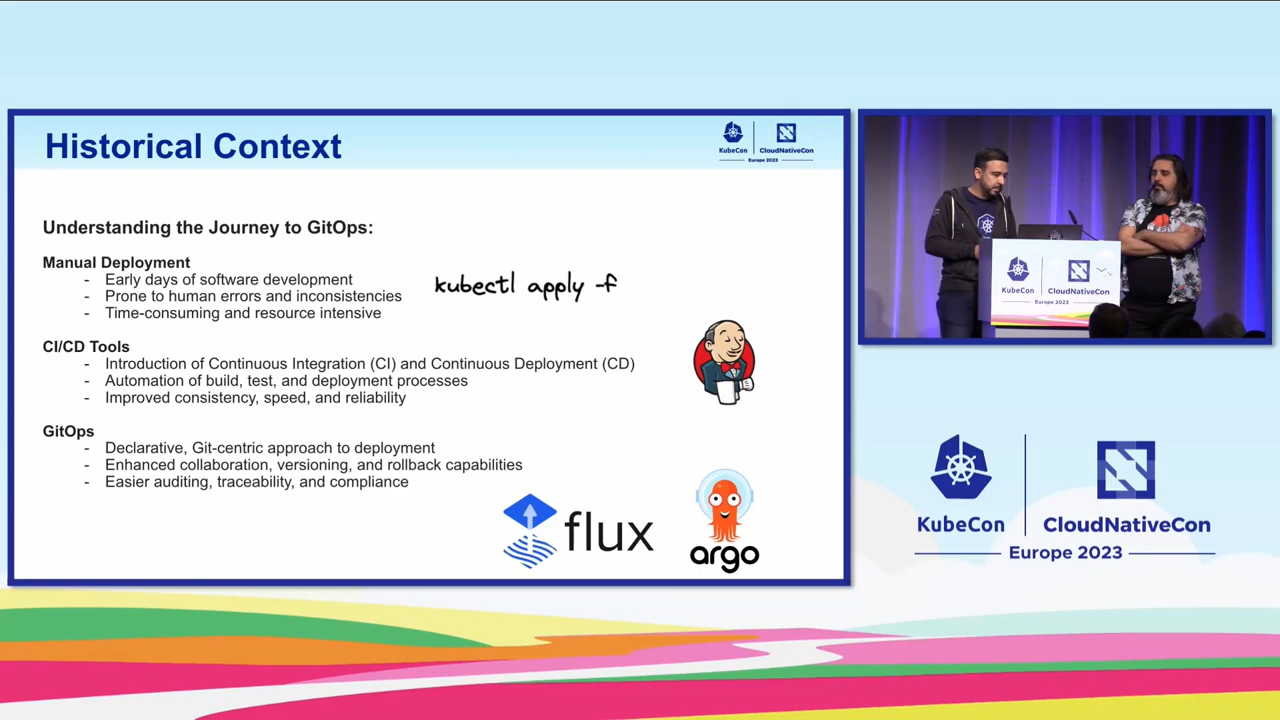 Historical Context
KubeCon
CloudNativeCon
Europe 2023
Understanding the Journey to GitOps:
Manual Deployment
- Early days of software development
- Prone to human errors and inconsistencies
- Time-consuming and resource intensive
kubectl apply -f
CI/CD Tools
- Introduction of Continuous Integration (CI) and Continuous Deployment (CD)
- Automation of build, test, and deployment processes
- Improved consistency, speed, and reliability
GitOps
- Declarative, Git-centric approach to deployment
- Enhanced collaboration, versioning, and rollback capabilities
- Easier auditing, traceability, and compliance
flux
argo
KubeCon
CloudNativeCon
Europe 2023
KubeCon
CloudNativeCon
Europe 2023